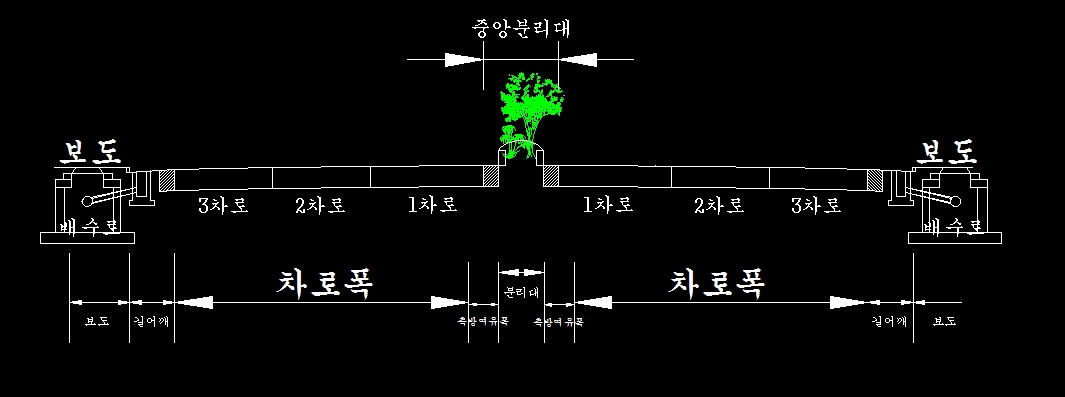 중앙분리대
보도
보도
3차로
2차로
1차로
1차로
2차로
3차로
배수로
배수로
차로폭
차로폭
분리대
보도
길어깨
측방여유폭
측방여유폭
길어깨
보도